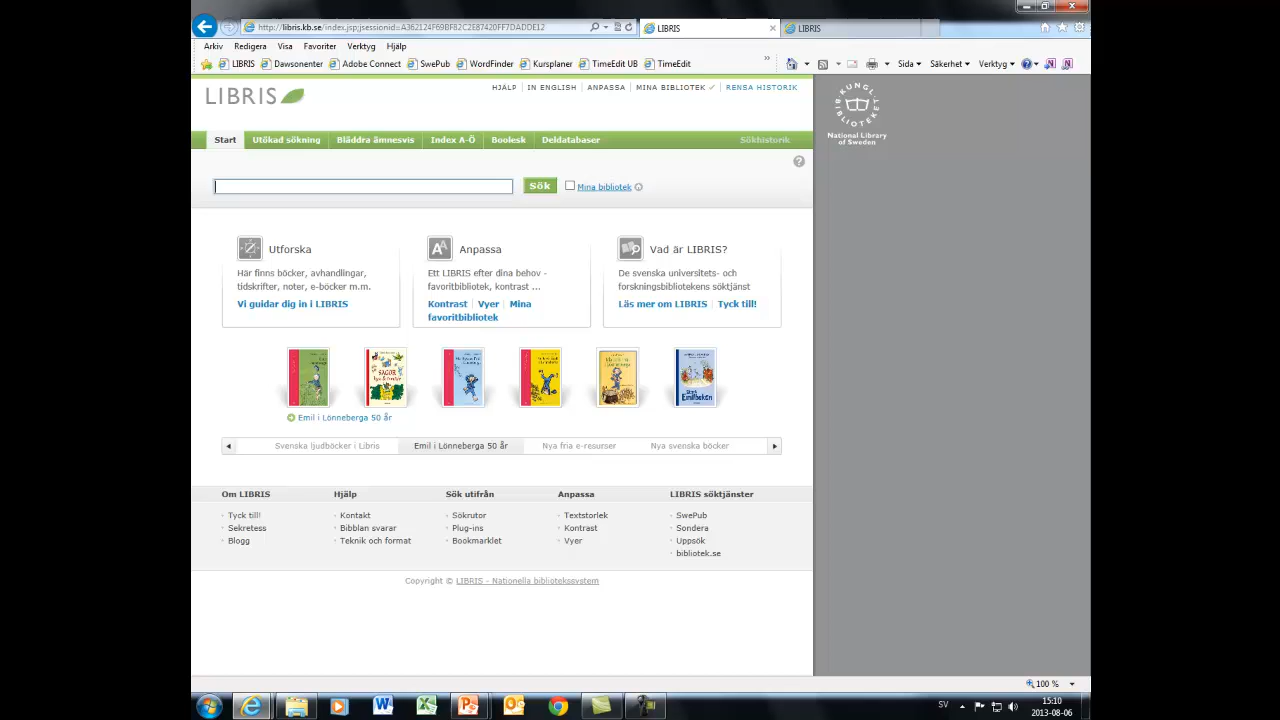 http://libris.kb.se/index.jsp;jsessionid=A362124F69BF82C2E87420FF7DADDE12
LIBRIS
LIBRIS
Arkiv Redigera Visa Favoriter Verktyg Hjälp
LIBRIS Dawsonenter Adobe Connect SwePub WordFinder Kursplaner TimeEdit UB TimeEdit
Sida Säkerhet Verktyg
LIBRIS
HJÄLP IN ENGLISH ANPASSA MINA BIBLIOTEK RENSA HISTORIK
KUNGL. BIBLIOTEKET
National Library
of Sweden
Start Utökad sökning Bläddra ämnesvis Index A-Ö Boolesk Deldatabaser Sökhistorik
Sök Mina bibliotek
Utforska
Här finns böcker, avhandlingar,
tidskrifter, noter, e-böcker m.m.
Vi guidar dig in i LIBRIS
Anpassa
Ett LIBRIS efter dina behov -
favoritbibliotek, kontrast ...
Kontrast Vyer Mina
favoritbibliotek
Vad är LIBRIS?
De svenska universitets- och
forskningsbibliotekens söktjänst
Läs mer om LIBRIS Tyck till!
SAGOR
Emilboken
Emil i Lönneberga 50 år
Svenska ljudböcker i Libris Emil i Lönneberga 50 år Nya fria e-resurser Nya svenska böcker
Om LIBRIS
Tyck till!
Sekretess
Blogg
Hjälp
Kontakt
Bibblan svarar
Teknik och format
Sök utifrån
Sökrutor
Plug-ins
Bookmarklet
Anpassa
Textstorlek
Kontrast
Vyer
LIBRIS söktjänster
SwePub
Sondera
Uppsök
bibliotek.se
Copyright © LIBRIS - Nationella bibliotekssystem
100 %
SV
15:10
2013-08-06